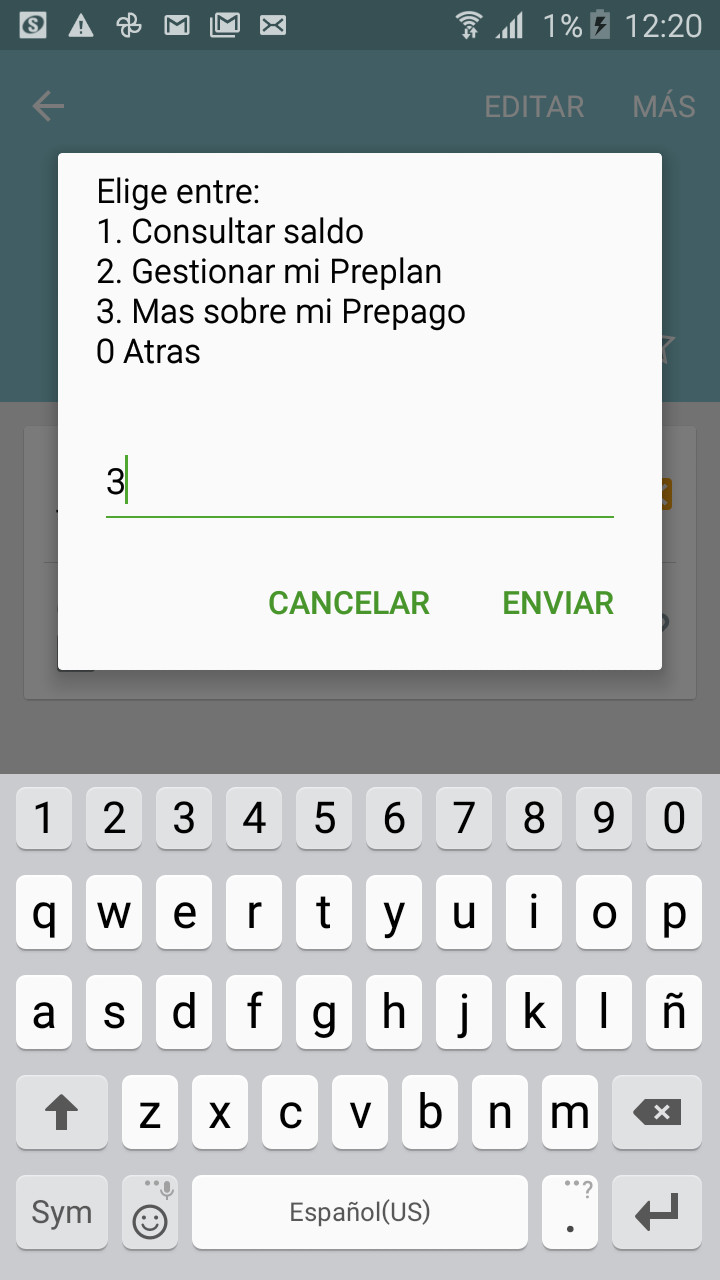 1% 12:20
EDITAR MÁS
Elige entre:
1. Consultar saldo
2. Gestionar mi Preplan
3. Mas sobre mi Prepago
0 Atras
3
CANCELAR ENVIAR
1 2 3 4 5 6 7 8 9 0
q w e r t y u i o p
a s d f g h j k l ñ
z x c v b n m
Sym Español(US) . ?